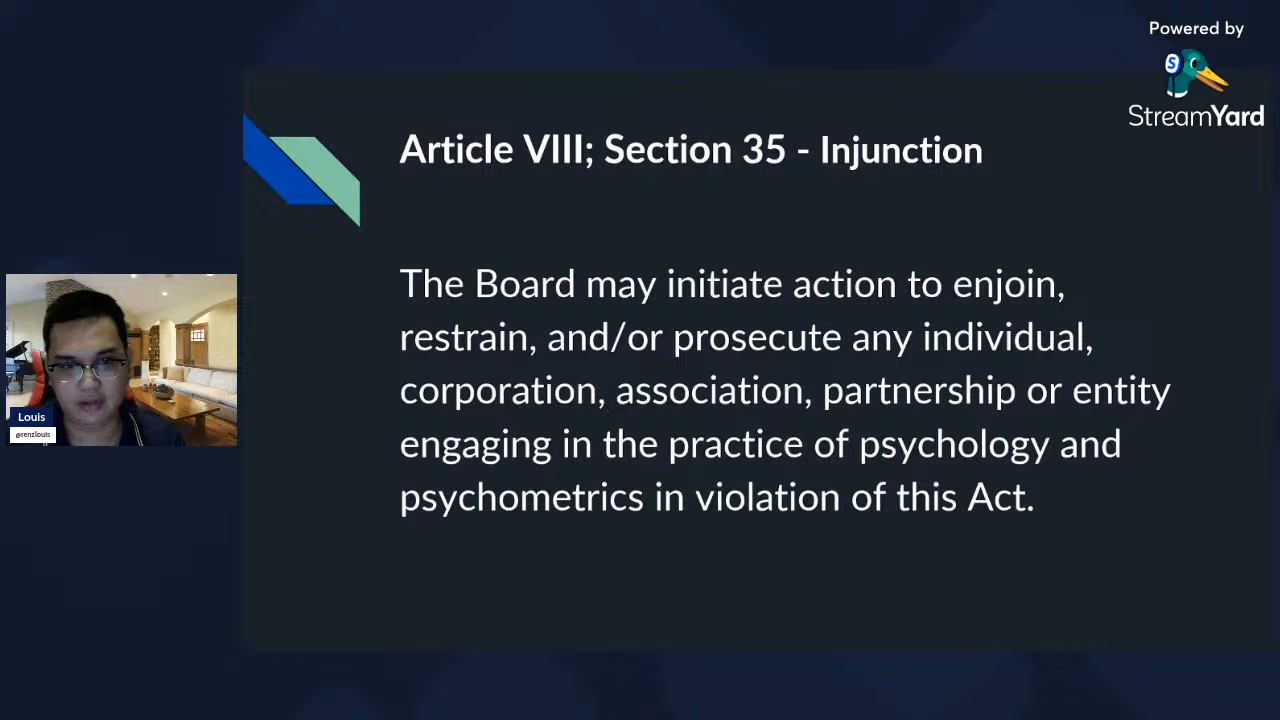 Powered by
StreamYard
Article VIII; Section 35 - Injunction
The Board may initiate action to enjoin,
restrain, and/or prosecute any individual,
corporation, association, partnership or entity
engaging in the practice of psychology and
psychometrics in violation of this Act.
Louis
@renzlouis